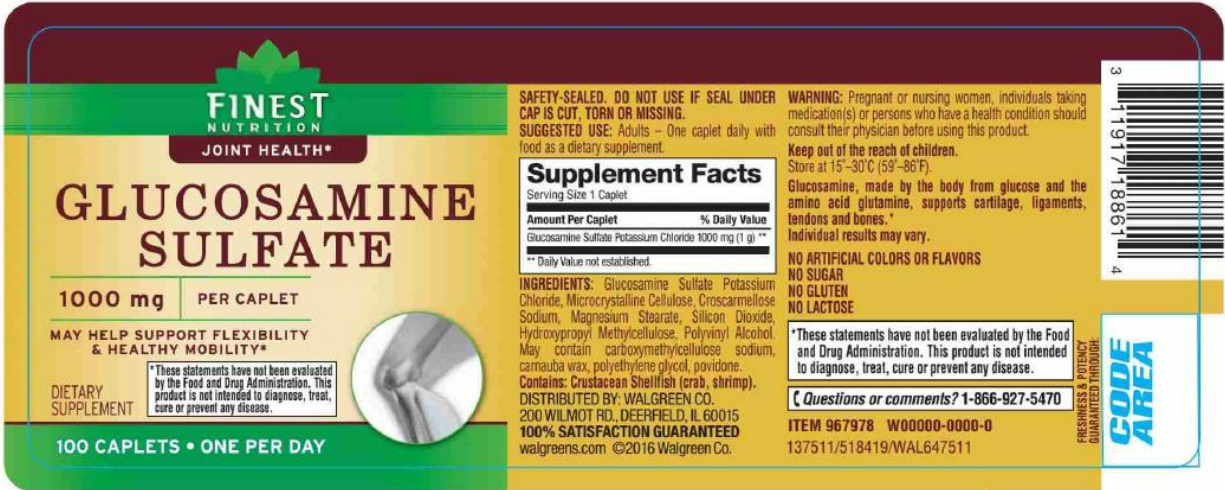 FINEST
NUTRITION
JOINT HEALTH*
GLUCOSAMINE
SULFATE
1000 mg PER CAPLET
MAY HELP SUPPORT FLEXIBILITY
& HEALTHY MOBILITY*
DIETARY
SUPPLEMENT
*These statements have not been evaluated
by the Food and Drug Administration. This
product is not intended to diagnose, treat,
cure or prevent any disease.
100 CAPLETS • ONE PER DAY
SAFETY-SEALED. DO NOT USE IF SEAL UNDER
CAP IS CUT, TORN OR MISSING.
SUGGESTED USE: Adults – One caplet daily with
food as a dietary supplement.
Supplement Facts
Serving Size 1 Caplet
Amount Per Caplet % Daily Value
Glucosamine Sulfate Potassium Chloride 1000 mg (1 g) **
** Daily Value not established.
INGREDIENTS: Glucosamine Sulfate Potassium
Chloride, Microcrystalline Cellulose, Croscarmellose
Sodium, Magnesium Stearate, Silicon Dioxide,
Hydroxypropyl Methylcellulose, Polyvinyl Alcohol.
May contain carboxymethylcellulose sodium,
carnauba wax, polyethylene glycol, povidone.
Contains: Crustacean Shellfish (crab, shrimp).
DISTRIBUTED BY: WALGREEN CO.
200 WILMOT RD., DEERFIELD, IL 60015
100% SATISFACTION GUARANTEED
walgreens.com ©2016 Walgreen Co.
WARNING: Pregnant or nursing women, individuals taking
medication(s) or persons who have a health condition should
consult their physician before using this product.
Keep out of the reach of children.
Store at 15˚–30˚C (59˚–86˚F).
Glucosamine, made by the body from glucose and the
amino acid glutamine, supports cartilage, ligaments,
tendons and bones.*
Individual results may vary.
NO ARTIFICIAL COLORS OR FLAVORS
NO SUGAR
NO GLUTEN
NO LACTOSE
*These statements have not been evaluated by the Food
and Drug Administration. This product is not intended
to diagnose, treat, cure or prevent any disease.
Questions or comments? 1-866-927-5470
ITEM 967978 W00000-0000-0
137511/518419/WAL647511
3 11917 18861 4
FRESHNESS & POTENCY
GUARANTEED THROUGH:
CODE
AREA